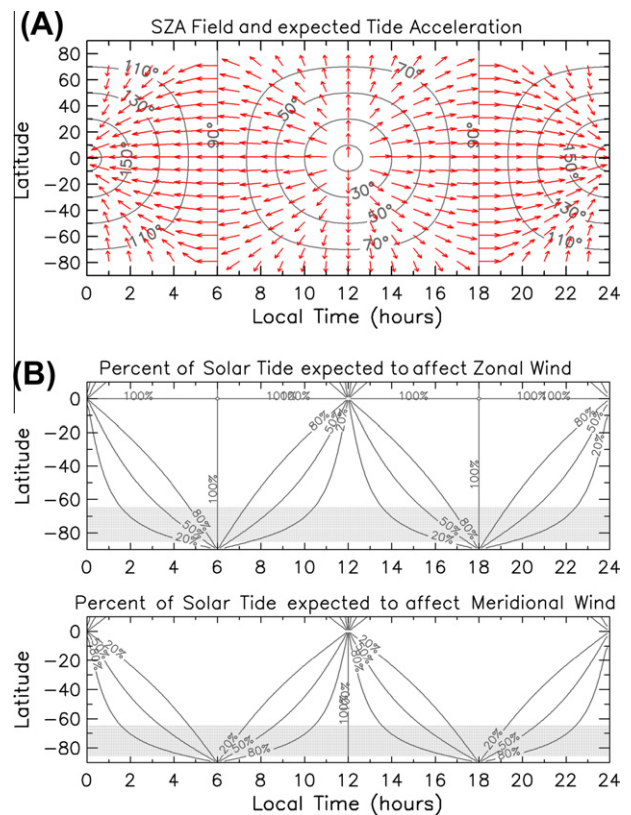 (A)
SZA Field and expected Tide Acceleration
Latitude
80
60
40
20
0
−20
−40
−60
−80
110° 70° 110°
130° 50° 130°
90° 90°
150° 150°
30°
130° 50° 130°
110° 70° 110°
0 2 4 6 8 10 12 14 16 18 20 22 24
Local Time (hours)
(B)
Percent of Solar Tide expected to affect Zonal Wind
Latitude
0
−20
−40
−60
−80
100% 100% 100% 100%
80% 50% 20% 80% 50% 20%
100% 100%
80% 50% 20% 80% 50% 20%
0 2 4 6 8 10 12 14 16 18 20 22 24
Percent of Solar Tide expected to affect Meridional Wind
Latitude
0
−20
−40
−60
−80
20% 50% 80% 20% 50% 80%
100%
20% 50% 80% 20% 50% 80%
0 2 4 6 8 10 12 14 16 18 20 22 24
Local Time (hours)